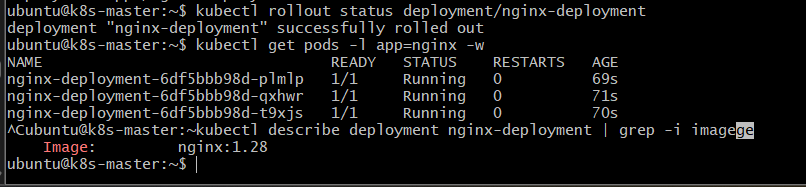 ubuntu@k8s-master:~$ kubectl rollout status deployment/nginx-deployment
deployment "nginx-deployment" successfully rolled out
ubuntu@k8s-master:~$ kubectl get pods -l app=nginx -w
NAME                                READY   STATUS    RESTARTS   AGE
nginx-deployment-6df5bbb98d-plmlp   1/1     Running   0          69s
nginx-deployment-6df5bbb98d-qxhwr   1/1     Running   0          71s
nginx-deployment-6df5bbb98d-t9xjs   1/1     Running   0          70s
^Cubuntu@k8s-master:~kubectl describe deployment nginx-deployment | grep -i imagege
    Image:         nginx:1.28
ubuntu@k8s-master:~$